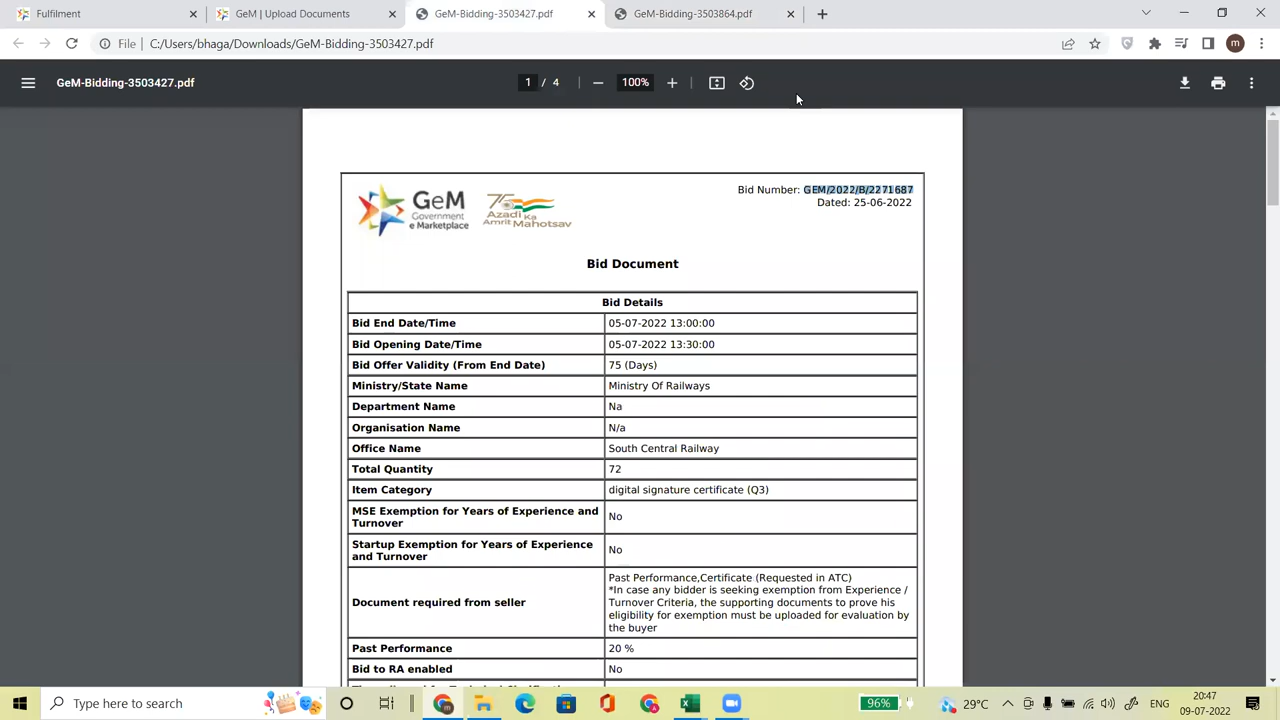 Fulfilment
GeM | Upload Documents
GeM-Bidding-3503427.pdf
GeM-Bidding-3503864.pdf
File
C:/Users/bhaga/Downloads/GeM-Bidding-3503427.pdf
m
GeM-Bidding-3503427.pdf
1 / 4
100%
GeM
Government
e Marketplace
75
Azadi Ka
Amrit Mahotsav
Bid Number: GEM/2022/B/2271687
Dated: 25-06-2022
Bid Document
Bid Details
Bid End Date/Time 05-07-2022 13:00:00
Bid Opening Date/Time 05-07-2022 13:30:00
Bid Offer Validity (From End Date) 75 (Days)
Ministry/State Name Ministry Of Railways
Department Name Na
Organisation Name N/a
Office Name South Central Railway
Total Quantity 72
Item Category digital signature certificate (Q3)
MSE Exemption for Years of Experience and
Turnover
No
Startup Exemption for Years of Experience
and Turnover
No
Document required from seller
Past Performance,Certificate (Requested in ATC)
*In case any bidder is seeking exemption from Experience /
Turnover Criteria, the supporting documents to prove his
eligibility for exemption must be uploaded for evaluation by
the buyer
Past Performance 20 %
Bid to RA enabled No
Type here to search
96%
29°C
ENG
20:47
09-07-2022